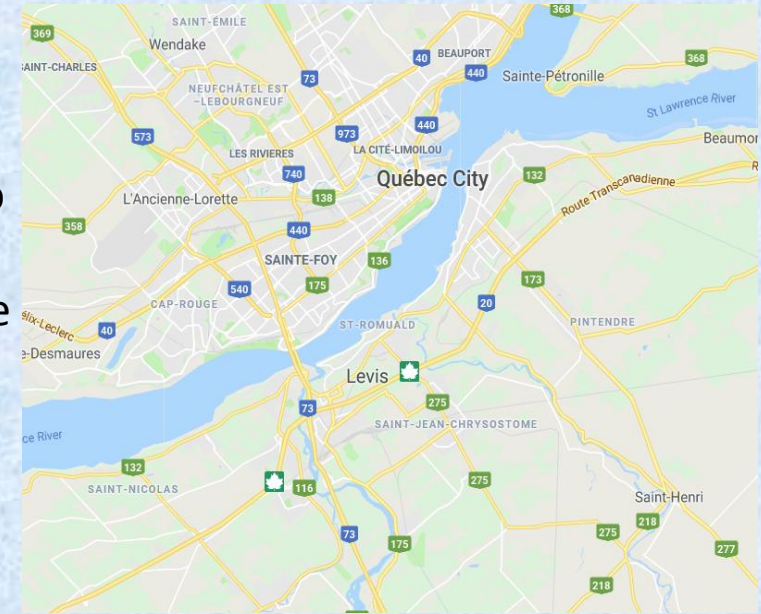 368
369
SAINT-ÉMILE
Wendake
40
BEAUPORT
368
SAINT-CHARLES
73
440
Sainte-Pétronille
NEUFCHÂTEL EST
-LEBOURGNEUF
St Lawrence River
573
973
440
Beaumor
LES RIVIERES
LA CITÉ-LIMOILOU
740
Québec City
132
Route Transcanadienne
L'Ancienne-Lorette
138
358
440
SAINTE-FOY
136
173
540
175
20
CAP-ROUGE
ST-ROMUALD
PINTENDRE
élix-Leclerc
40
e
e-Desmaures
Levis
73
275
SAINT-JEAN-CHRYSOSTOME
ce River
132
275
SAINT-NICOLAS
116
Saint-Henri
73
275
218
175
277
218